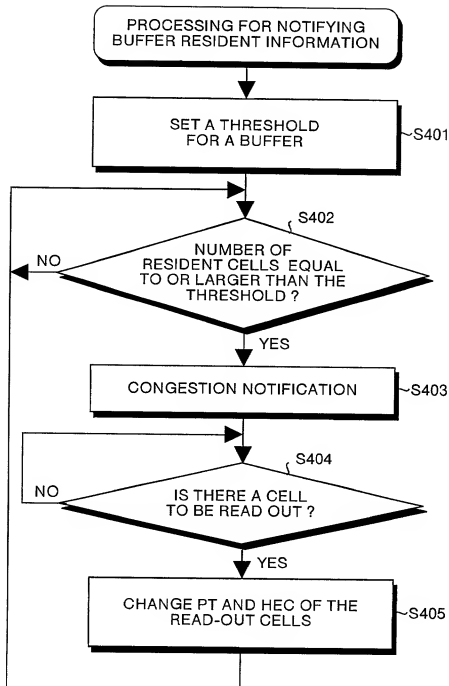 PROCESSING FOR NOTIFYING
BUFFER RESIDENT INFORMATION
SET A THRESHOLD
FOR A BUFFER
S401
S402
NO
NUMBER OF
RESIDENT CELLS EQUAL
TO OR LARGER THAN THE
THRESHOLD ?
YES
CONGESTION NOTIFICATION
S403
S404
NO
IS THERE A CELL
TO BE READ OUT ?
YES
CHANGE PT AND HEC OF THE
READ-OUT CELLS
S405